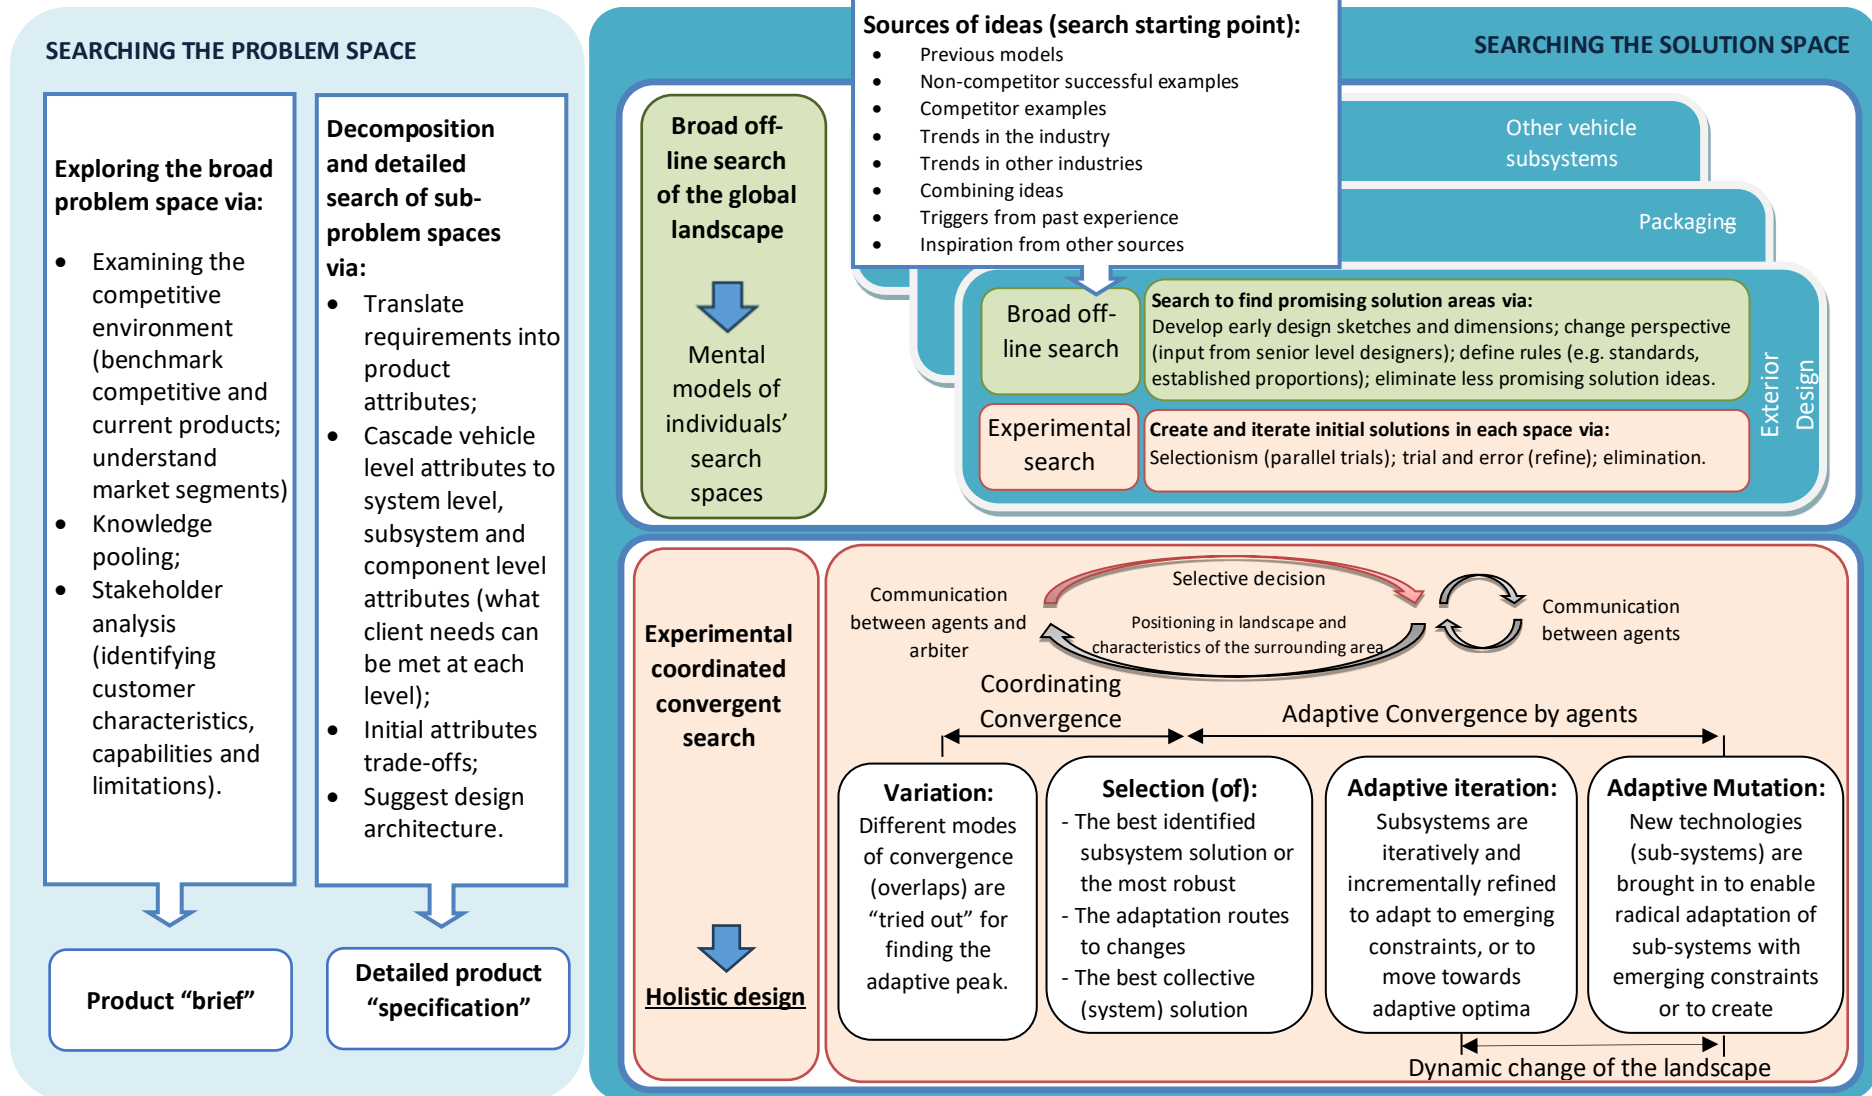 SEARCHING THE PROBLEM SPACE
Exploring the broad
problem space via:
• Examining the
competitive
environment
(benchmark
competitive and
current products;
understand
market segments)
• Knowledge
pooling;
• Stakeholder
analysis
(identifying
customer
characteristics,
capabilities and
limitations).
Product “brief”
Decomposition
and detailed
search of sub-
problem spaces
via:
• Translate
requirements into
product
attributes;
• Cascade vehicle
level attributes to
system level,
subsystem and
component level
attributes (what
client needs can
be met at each
level);
• Initial attributes
trade-offs;
• Suggest design
architecture.
Detailed product
“specification”
SEARCHING THE SOLUTION SPACE
Sources of ideas (search starting point):
• Previous models
• Non-competitor successful examples
• Competitor examples
• Trends in the industry
• Trends in other industries
• Combining ideas
• Triggers from past experience
• Inspiration from other sources
Broad off-
line search
of the global
landscape
Mental
models of
individuals’
search
spaces
Other vehicle
subsystems
Packaging
Exterior
Design
Broad off-
line search
Search to find promising solution areas via:
Develop early design sketches and dimensions; change perspective
(input from senior level designers); define rules (e.g. standards,
established proportions); eliminate less promising solution ideas.
Experimental
search
Create and iterate initial solutions in each space via:
Selectionism (parallel trials); trial and error (refine); elimination.
Experimental
coordinated
convergent
search
Holistic design
Communication
between agents and
arbiter
Selective decision
Positioning in landscape and
characteristics of the surrounding area
Communication
between agents
Coordinating
Convergence
Adaptive Convergence by agents
Variation:
Different modes
of convergence
(overlaps) are
“tried out” for
finding the
adaptive peak.
Selection (of):
- The best identified
subsystem solution or
the most robust
- The adaptation routes
to changes
- The best collective
(system) solution
Adaptive iteration:
Subsystems are
iteratively and
incrementally refined
to adapt to emerging
constraints, or to
move towards
adaptive optima
Adaptive Mutation:
New technologies
(sub-systems) are
brought in to enable
radical adaptation of
sub-systems with
emerging constraints
or to create
Dynamic change of the landscape